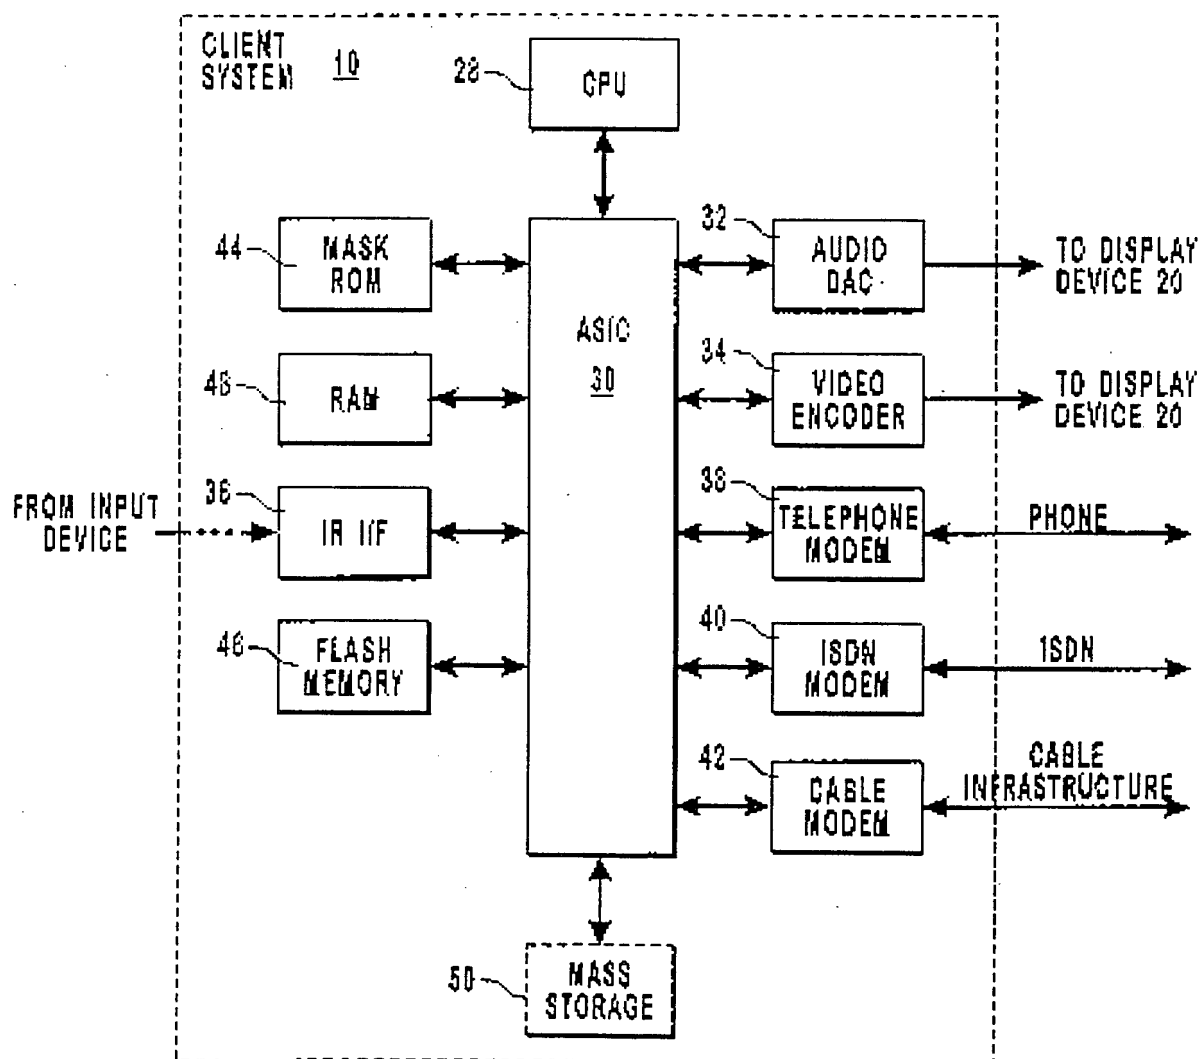 CLIENT
SYSTEM 10
28
CPU
44
MASK
ROM
32
AUDIO
DAC
TO DISPLAY
DEVICE 20
ASIC
30
48
RAM
34
VIDEO
ENCODER
TO DISPLAY
DEVICE 20
FROM INPUT
DEVICE
36
IR I/F
38
TELEPHONE
MODEM
PHONE
46
FLASH
MEMORY
40
ISDN
MODEM
ISDN
42
CABLE
MODEM
CABLE
INFRASTRUCTURE
50
MASS
STORAGE